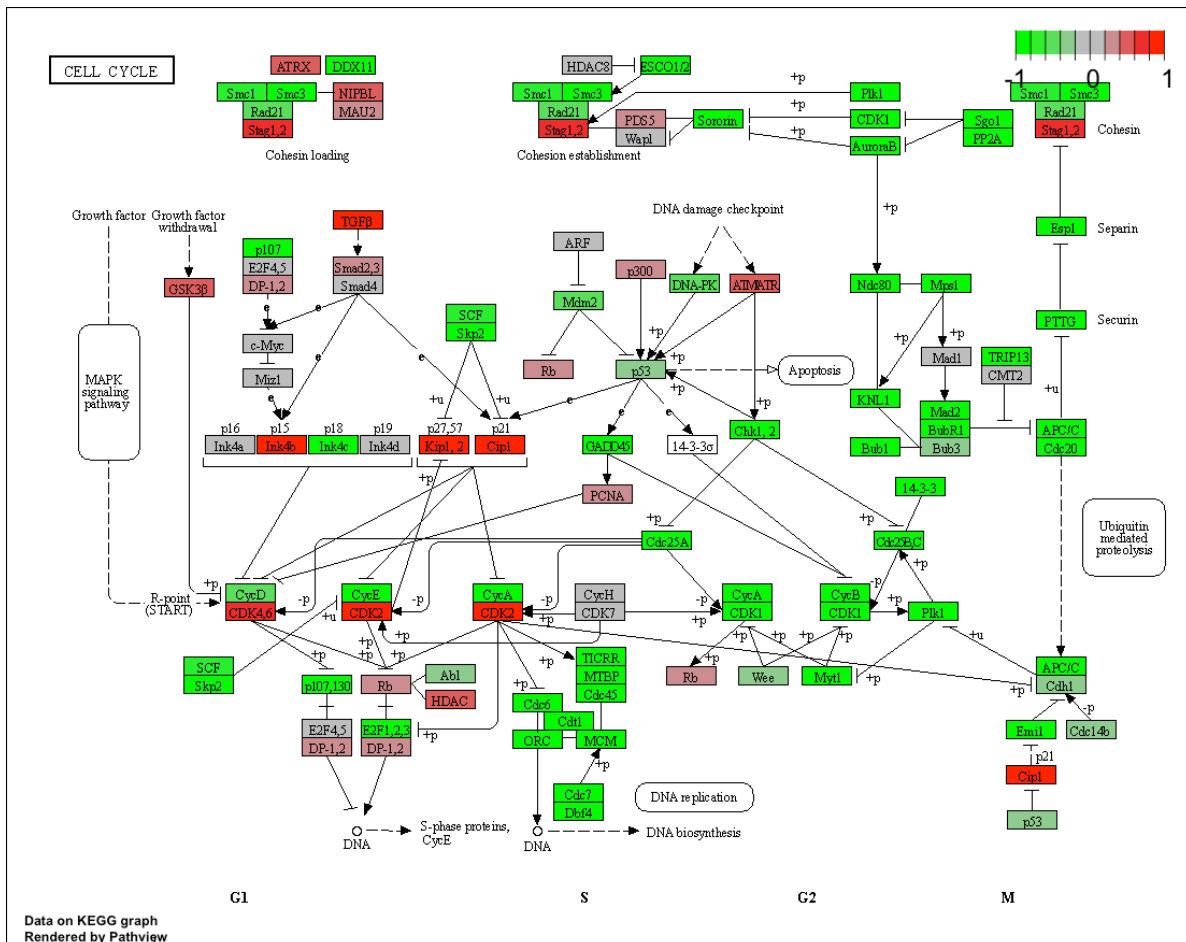 CELL CYCLE
-1 0 1
ATRX DDX11
Smc1 Smc3 NIPBL
Rad21 MAU2
Stag1,2
Cohesin loading
HDAC8 ESCO1/2
Smc1 Smc3
Rad21 PDS5 Sororin
Stag1,2 Wapl
Cohesion establishment
+p
Plk1
+p
CDK1
+p
AuroraB
Sgo1
PP2A
Smc1 Smc3
Rad21
Stag1,2
Cohesin
Growth factor
Growth factor
withdrawal
GSK3β
p107
E2F4,5
DP-1,2
TGFβ
Smad2,3
Smad4
e e
c-Myc
Miz1
e e e
MAPK
signaling
pathway
SCF
Skp2
+u +u
DNA damage checkpoint
ARF
p300
DNA-PK
ATM/ATR
Mdm2
+p +p +p
Rb
p53
Apoptosis
e e +p +p
+p
Ndc80 Mps1
+p +p
Mad1
TRIP13
CMT2
KNL1
Mad2
BubR1
Bub1 Bub3
Esp1
Separin
PTTG
Securin
+u
APC/C
Cdc20
p16 p15 p18 p19
Ink4a Ink4b Ink4c Ink4d
p27,57 p21
Kip1, 2 Cip1
GADD45
14-3-3σ
Chk1, 2
PCNA
+p
+p +p
14-3-3
Cdc25A
Cdc25B,C
Ubiquitin
mediated
proteolysis
R-point
(START)
+p
CycD
CDK4,6
-p
CycE
CDK2
-p
CycA
CDK2
-p
CycH
CDK7
-p
CycA
CDK1
CycB
CDK1
-p
+p
+p
Plk1
+u
+p
+u
+p
+p
+p
+p
+p
+p
+p
+p
+p
+p
SCF
Skp2
p107,130
Rb
Abl
HDAC
E2F4,5
DP-1,2
E2F1,2,3
DP-1,2
+p
TICRR
MTBP
Cdc45
Cdc6
Cdt1
ORC MCM
+p
Cdc7
Dbf4
Rb
Wee
Myt1
APC/C
Cdh1
-p
Emi1
Cdc14b
p21
Cip1
p53
DNA replication
DNA
S-phase proteins,
CycE
DNA
DNA biosynthesis
G1 S G2 M
Data on KEGG graph
Rendered by Pathview